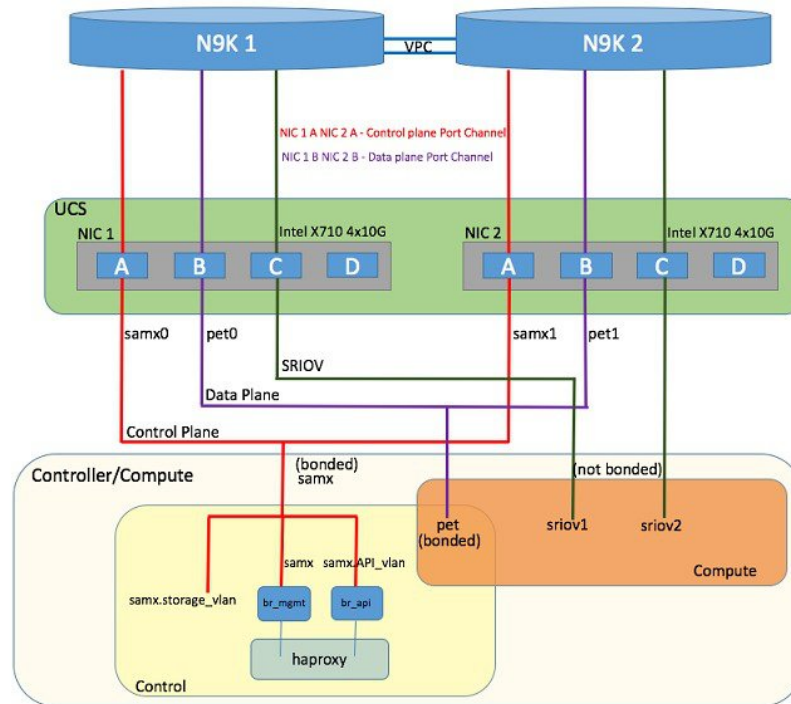 N9K 1
VPC
N9K 2
NIC 1 A NIC 2 A - Control plane Port Channel
NIC 1 B NIC 2 B - Data plane Port Channel
UCS
NIC 1
Intel X710 4x10G
NIC 2
Intel X710 4x10G
A
B
C
D
A
B
C
D
samx0
pet0
samx1
pet1
SRIOV
Data Plane
Control Plane
Controller/Compute
(bonded)
samx
(not bonded)
pet
(bonded)
sriov1
sriov2
Compute
samx
samx.API_vlan
samx.storage_vlan
br_mgmt
br_api
haproxy
Control